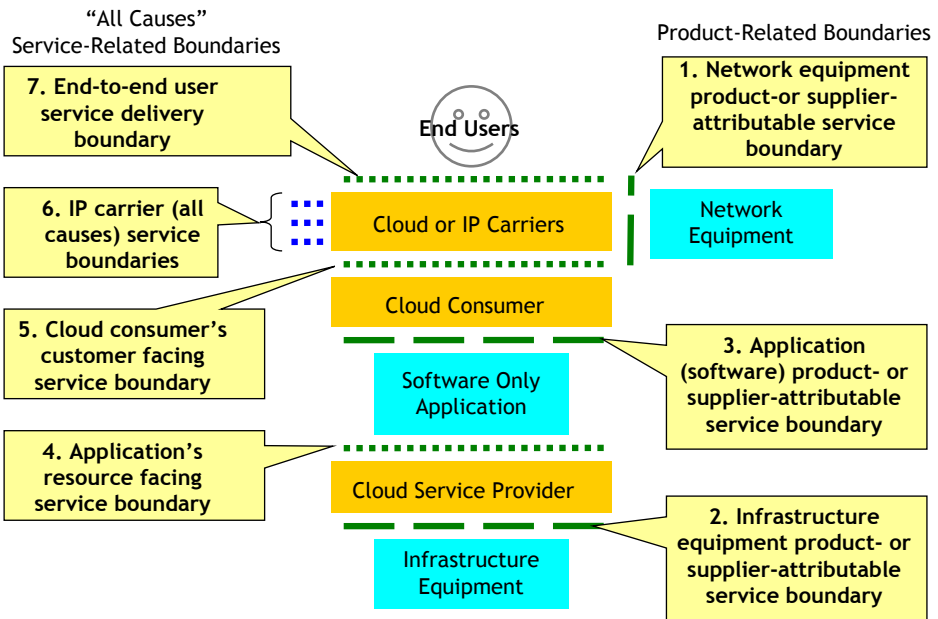 “All Causes”
Service-Related Boundaries
Product-Related Boundaries
7. End-to-end user
service delivery
boundary
End Users
1. Network equipment
product-or supplier-
attributable service
boundary
6. IP carrier (all
causes) service
boundaries
Cloud or IP Carriers
Network
Equipment
Cloud Consumer
5. Cloud consumer’s
customer facing
service boundary
3. Application
(software) product- or
supplier-attributable
service boundary
Software Only
Application
4. Application’s
resource facing
service boundary
Cloud Service Provider
2. Infrastructure
equipment product- or
supplier-attributable
service boundary
Infrastructure
Equipment